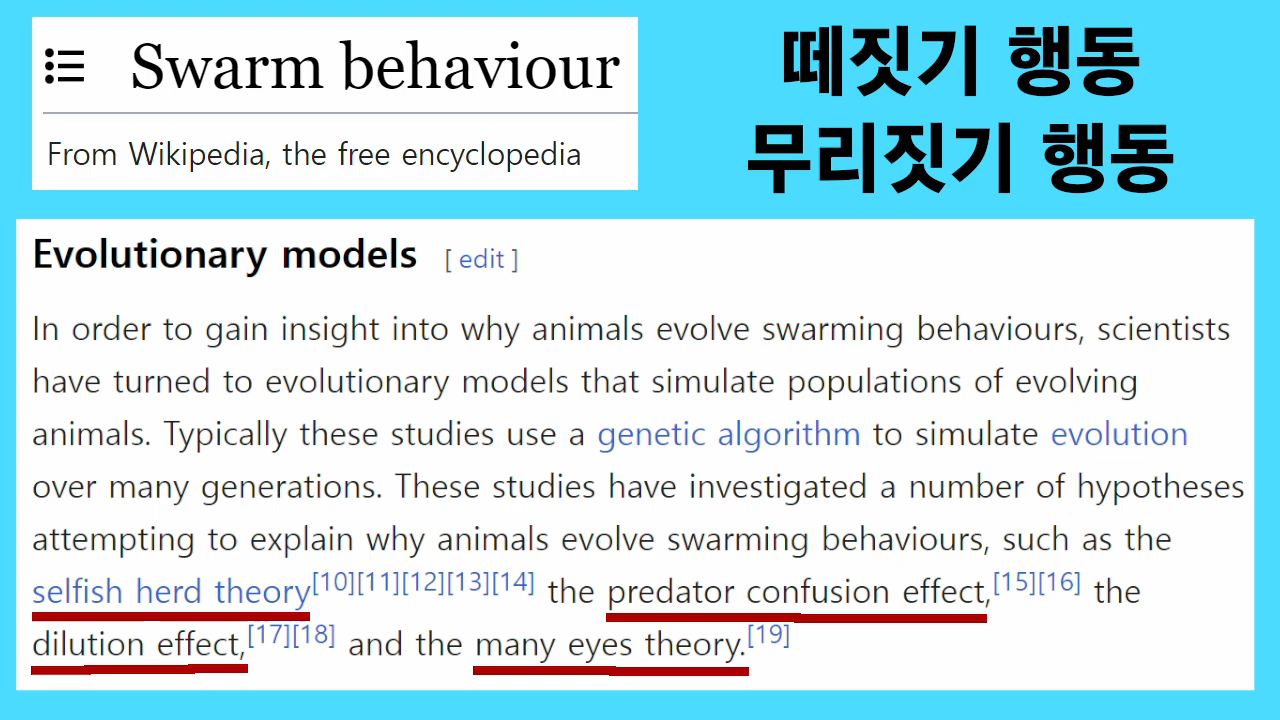 Swarm behaviour
From Wikipedia, the free encyclopedia
떼짓기 행동
무리짓기 행동
Evolutionary models [ edit ]
In order to gain insight into why animals evolve swarming behaviours, scientists
have turned to evolutionary models that simulate populations of evolving
animals. Typically these studies use a genetic algorithm to simulate evolution
over many generations. These studies have investigated a number of hypotheses
attempting to explain why animals evolve swarming behaviours, such as the
selfish herd theory[10][11][12][13][14] the predator confusion effect,[15][16] the
dilution effect,[17][18] and the many eyes theory.[19]